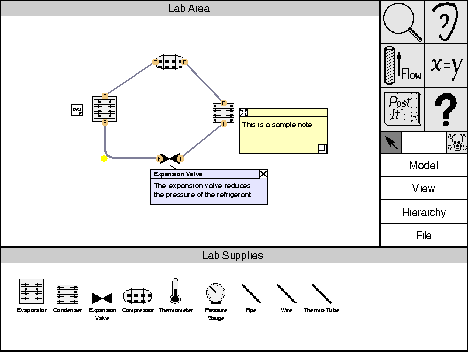 Lab Area
This is a sample note
Expansion Valve
The expansion valve reduces
the pressure of the refrigerant
Flow
x=y
Post
It
?
Model
View
Hierarchy
File
Lab Supplies
Evaporator Condenser Expansion Valve Compressor Thermometer Pressure Gauge Pipe Wire Thermo-Tube